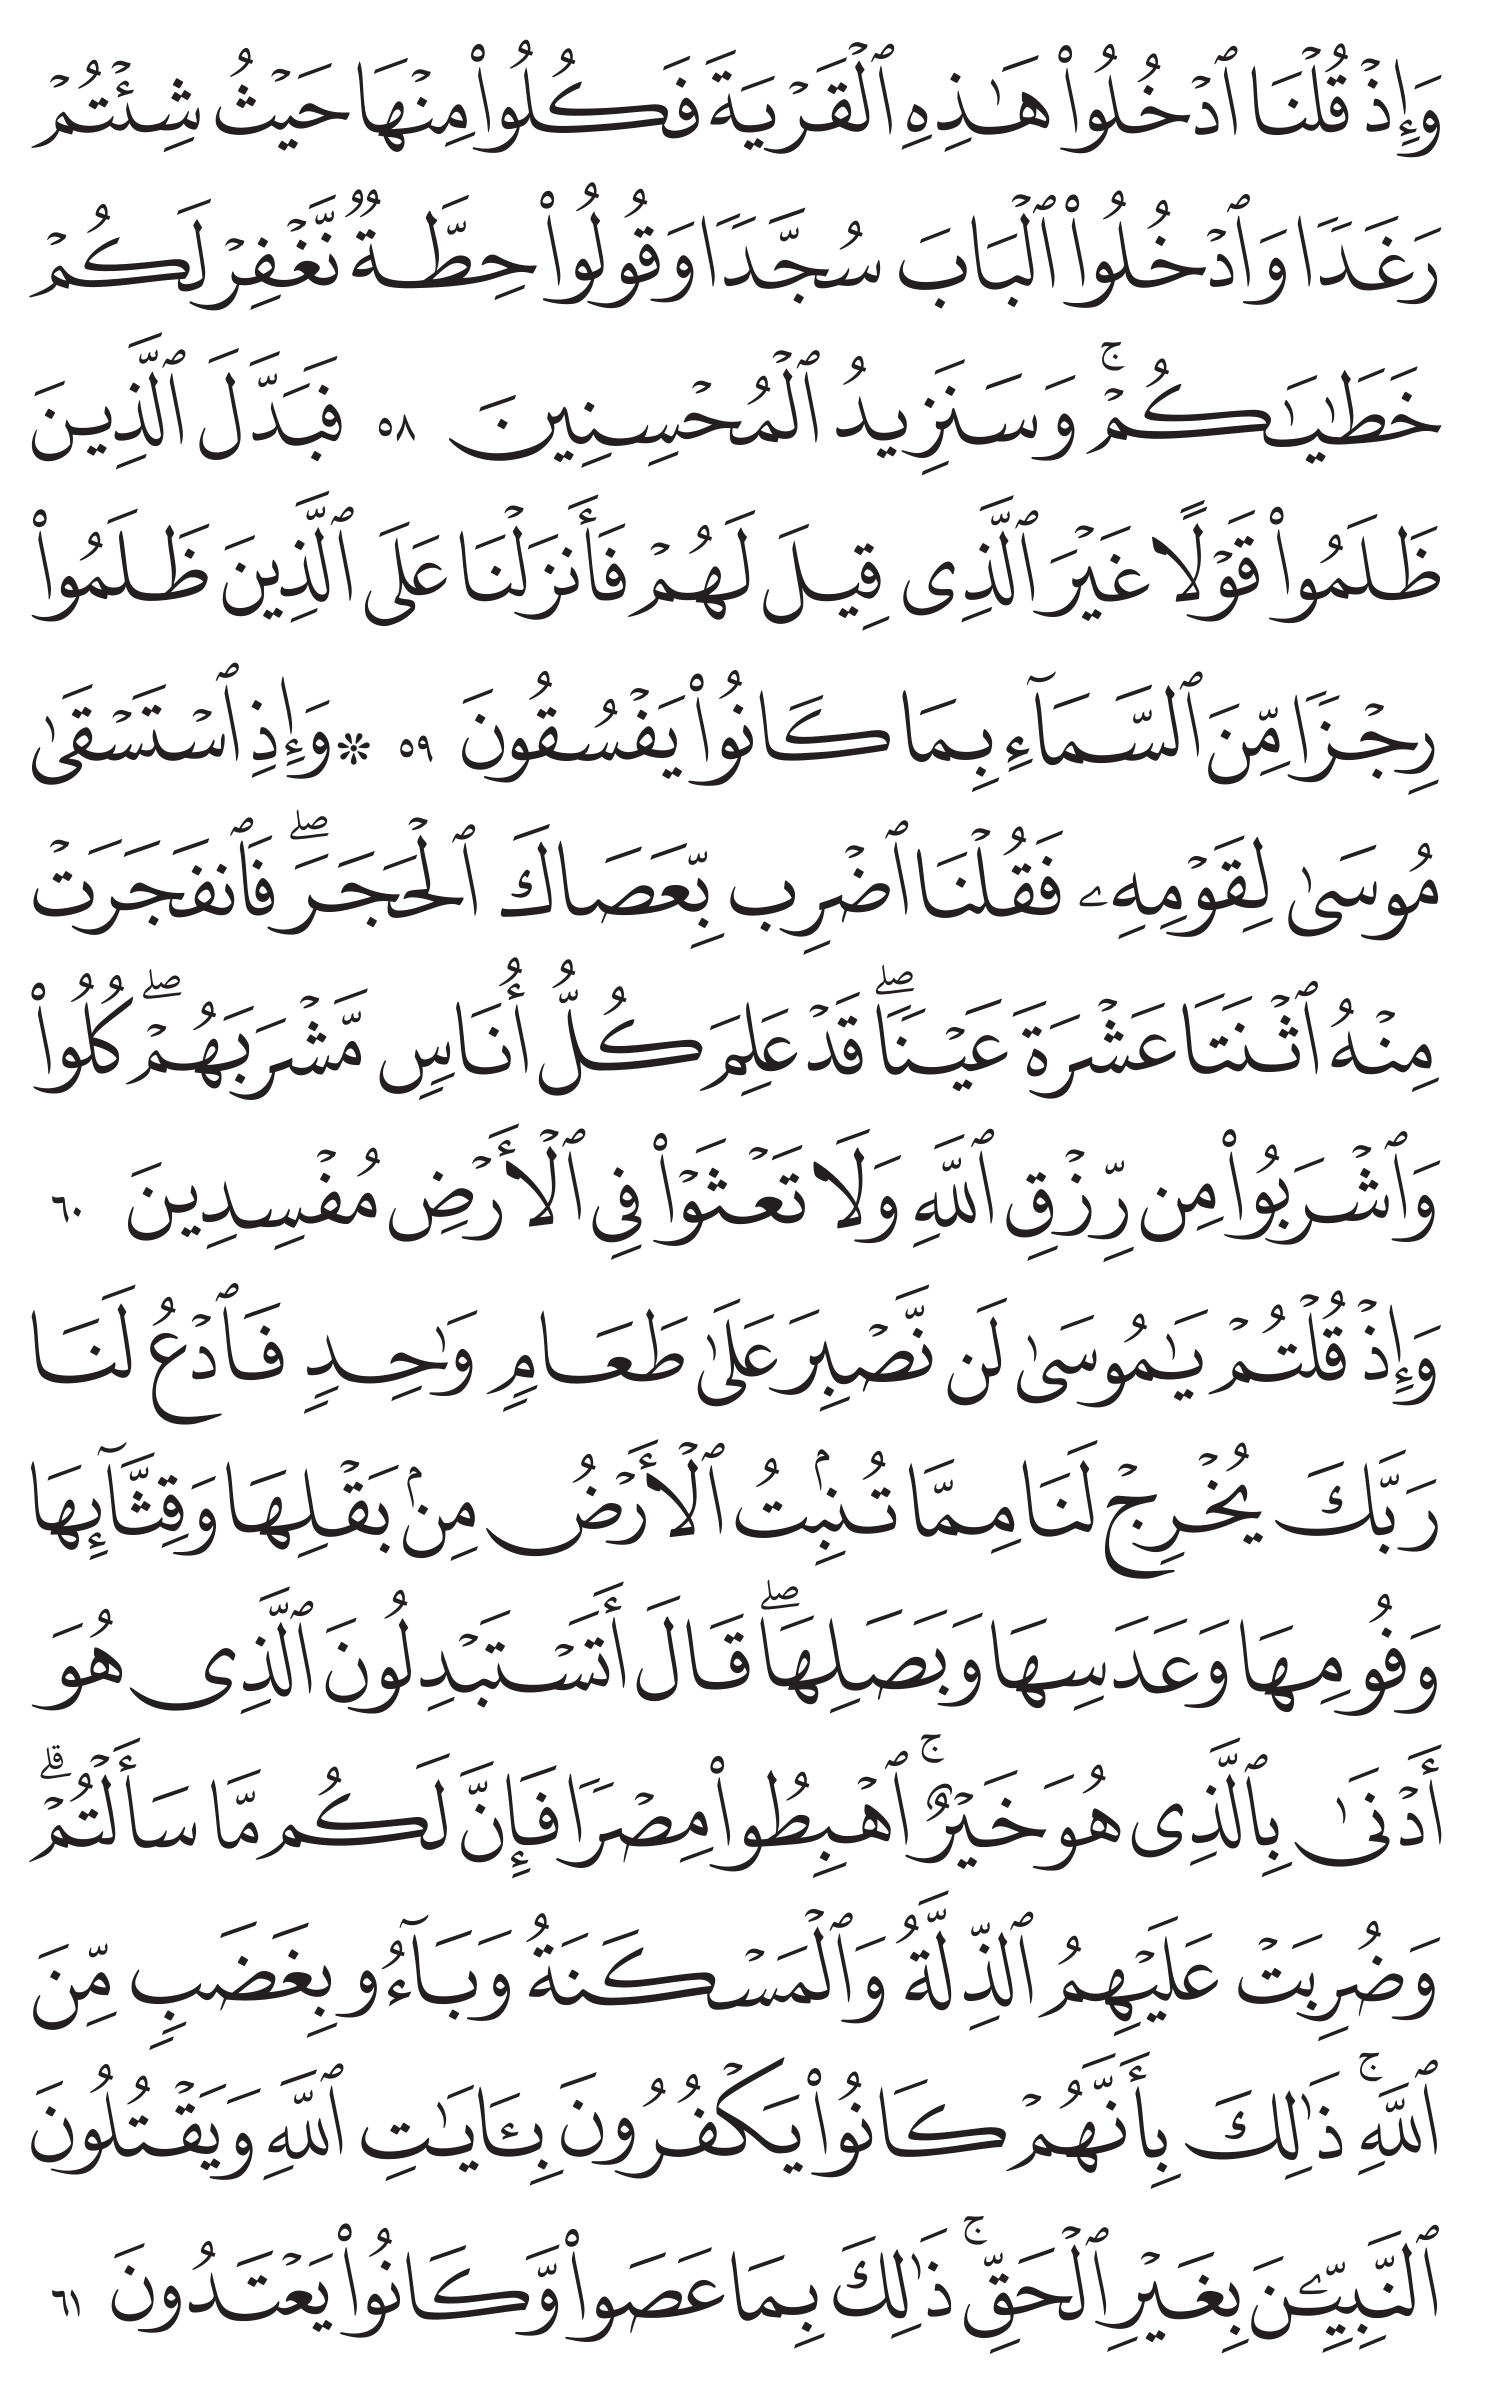 وَإِذۡ قُلۡنَا ٱدۡخُلُواْ هَٰذِهِ ٱلۡقَرۡيَةَ فَكُلُواْ مِنۡهَا حَيۡثُ شِئۡتُمۡ
رَغَدٗا وَٱدۡخُلُواْ ٱلۡبَابَ سُجَّدٗا وَقُولُواْ حِطَّةٞ نَّغۡفِرۡ لَكُمۡ
خَطَٰيَٰكُمۡۚ وَسَنَزِيدُ ٱلۡمُحۡسِنِينَ ٥٨ فَبَدَّلَ ٱلَّذِينَ
ظَلَمُواْ قَوۡلًا غَيۡرَ ٱلَّذِى قِيلَ لَهُمۡ فَأَنزَلۡنَا عَلَى ٱلَّذِينَ ظَلَمُواْ
رِجۡزٗا مِّنَ ٱلسَّمَآءِ بِمَا كَانُواْ يَفۡسُقُونَ ٥٩ ۞وَإِذِ ٱسۡتَسۡقَىٰ
مُوسَىٰ لِقَوۡمِهِۦ فَقُلۡنَا ٱضۡرِب بِّعَصَاكَ ٱلۡحَجَرَۖ فَٱنفَجَرَتۡ
مِنۡهُ ٱثۡنَتَا عَشۡرَةَ عَيۡنٗاۖ قَدۡ عَلِمَ كُلُّ أُنَاسٖ مَّشۡرَبَهُمۡۖ كُلُواْ
وَٱشۡرَبُواْ مِن رِّزۡقِ ٱللَّهِ وَلَا تَعۡثَوۡاْ فِى ٱلۡأَرۡضِ مُفۡسِدِينَ ٦٠
وَإِذۡ قُلۡتُمۡ يَٰمُوسَىٰ لَن نَّصۡبِرَ عَلَىٰ طَعَامٖ وَٰحِدٖ فَٱدۡعُ لَنَا
رَبَّكَ يُخۡرِجۡ لَنَا مِمَّا تُنۢبِتُ ٱلۡأَرۡضُ مِنۢ بَقۡلِهَا وَقِثَّآئِهَا
وَفُومِهَا وَعَدَسِهَا وَبَصَلِهَاۖ قَالَ أَتَسۡتَبۡدِلُونَ ٱلَّذِى هُوَ
أَدۡنَىٰ بِٱلَّذِى هُوَ خَيۡرٌۚ ٱهۡبِطُواْ مِصۡرٗا فَإِنَّ لَكُم مَّا سَأَلۡتُمۡۗ
وَضُرِبَتۡ عَلَيۡهِمُ ٱلذِّلَّةُ وَٱلۡمَسۡكَنَةُ وَبَآءُو بِغَضَبٖ مِّنَ
ٱللَّهِۚ ذَٰلِكَ بِأَنَّهُمۡ كَانُواْ يَكۡفُرُونَ بِـَٔايَٰتِ ٱللَّهِ وَيَقۡتُلُونَ
ٱلنَّبِيِّـۧنَ بِغَيۡرِ ٱلۡحَقِّۚ ذَٰلِكَ بِمَا عَصَواْ وَّكَانُواْ يَعۡتَدُونَ ٦١